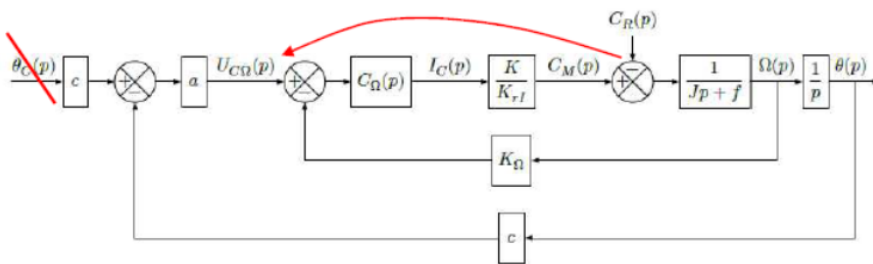 C_R(p)
θ_C(p) c + − a U_{CΩ}(p) + − C_Ω(p) I_C(p) K/K_{rI} C_M(p) + − 1/(Jp + f) Ω(p) 1/p θ(p)
K_Ω
c